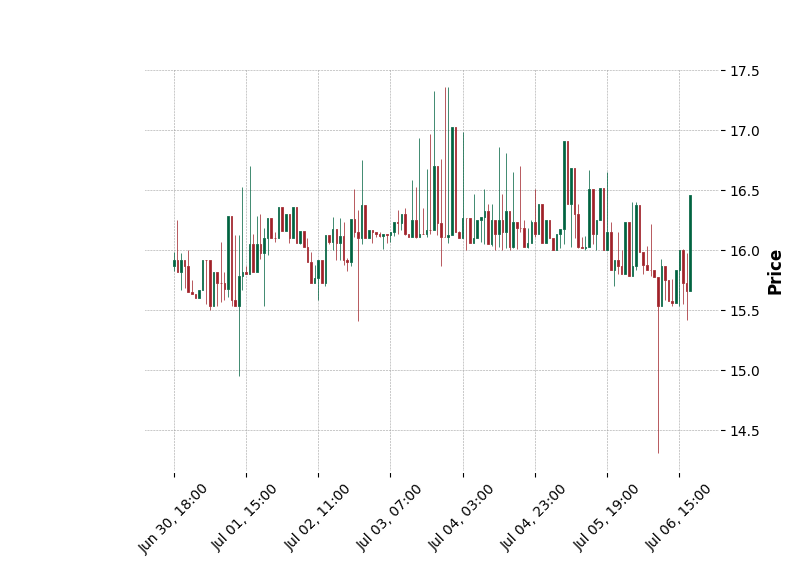 17.5
17.0
16.5
16.0
15.5
15.0
14.5
Price
Jun 30, 18:00
Jul 01, 15:00
Jul 02, 11:00
Jul 03, 07:00
Jul 04, 03:00
Jul 04, 23:00
Jul 05, 19:00
Jul 06, 15:00